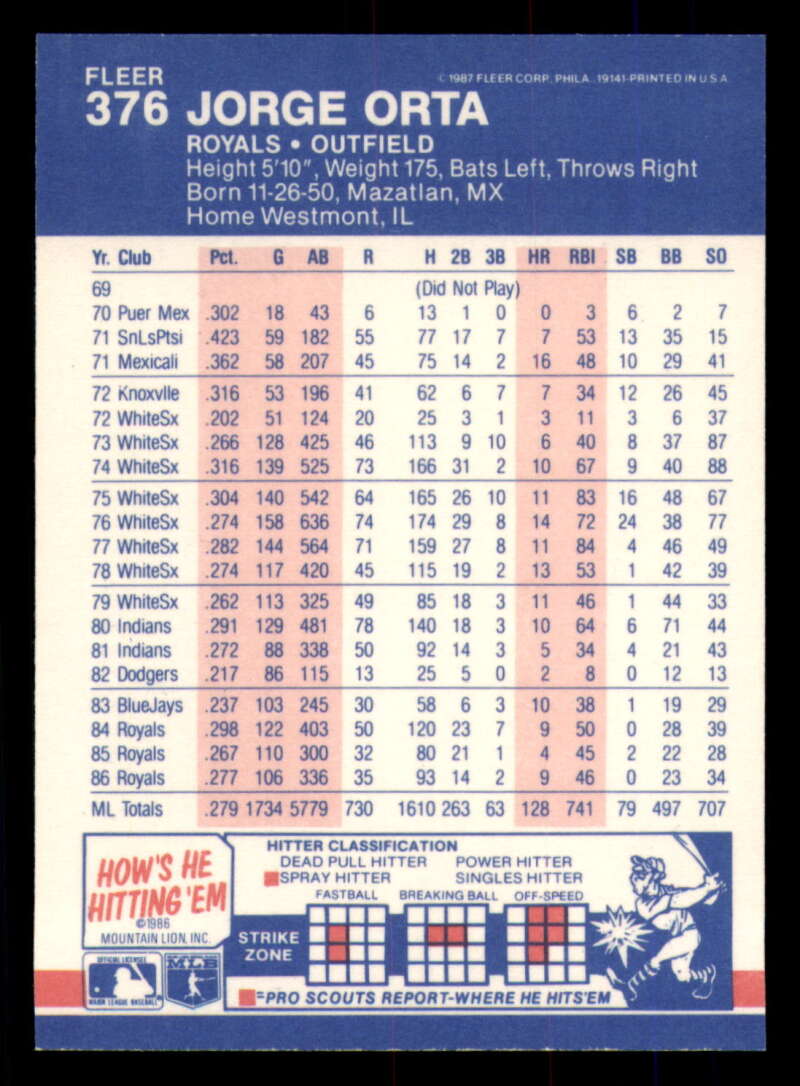 FLEER
© 1987 FLEER CORP. PHILA. 19141-PRINTED IN U.S.A.
376 JORGE ORTA
ROYALS • OUTFIELD
Height 5'10", Weight 175, Bats Left, Throws Right
Born 11-26-50, Mazatlan, MX
Home Westmont, IL
Yr. Club Pct. G AB R H 2B 3B HR RBI SB BB SO
69 (Did Not Play)
70 Puer Mex .302 18 43 6 13 1 0 0 3 6 2 7
71 SnLsPtsi .423 59 182 55 77 17 7 7 53 13 35 15
71 Mexicali .362 58 207 45 75 14 2 16 48 10 29 41
72 Knoxvlle .316 53 196 41 62 6 7 7 34 12 26 45
72 WhiteSx .202 51 124 20 25 3 1 3 11 3 6 37
73 WhiteSx .266 128 425 46 113 9 10 6 40 8 37 87
74 WhiteSx .316 139 525 73 166 31 2 10 67 9 40 88
75 WhiteSx .304 140 542 64 165 26 10 11 83 16 48 67
76 WhiteSx .274 158 636 74 174 29 8 14 72 24 38 77
77 WhiteSx .282 144 564 71 159 27 8 11 84 4 46 49
78 WhiteSx .274 117 420 45 115 19 2 13 53 1 42 39
79 WhiteSx .262 113 325 49 85 18 3 11 46 1 44 33
80 Indians .291 129 481 78 140 18 3 10 64 6 71 44
81 Indians .272 88 338 50 92 14 3 5 34 4 21 43
82 Dodgers .217 86 115 13 25 5 0 2 8 0 12 13
83 BlueJays .237 103 245 30 58 6 3 10 38 1 19 29
84 Royals .298 122 403 50 120 23 7 9 50 0 28 39
85 Royals .267 110 300 32 80 21 1 4 45 2 22 28
86 Royals .277 106 336 35 93 14 2 9 46 0 23 34
ML Totals .279 1734 5779 730 1610 263 63 128 741 79 497 707
HOW'S HE
HITTING 'EM
©1986
MOUNTAIN LION, INC.
HITTER CLASSIFICATION
DEAD PULL HITTER POWER HITTER
SPRAY HITTER SINGLES HITTER
FASTBALL BREAKING BALL OFF-SPEED
STRIKE
ZONE
=PRO SCOUTS REPORT-WHERE HE HITS 'EM
OFFICIAL LICENSEE
MAJOR LEAGUE BASEBALL
MLB